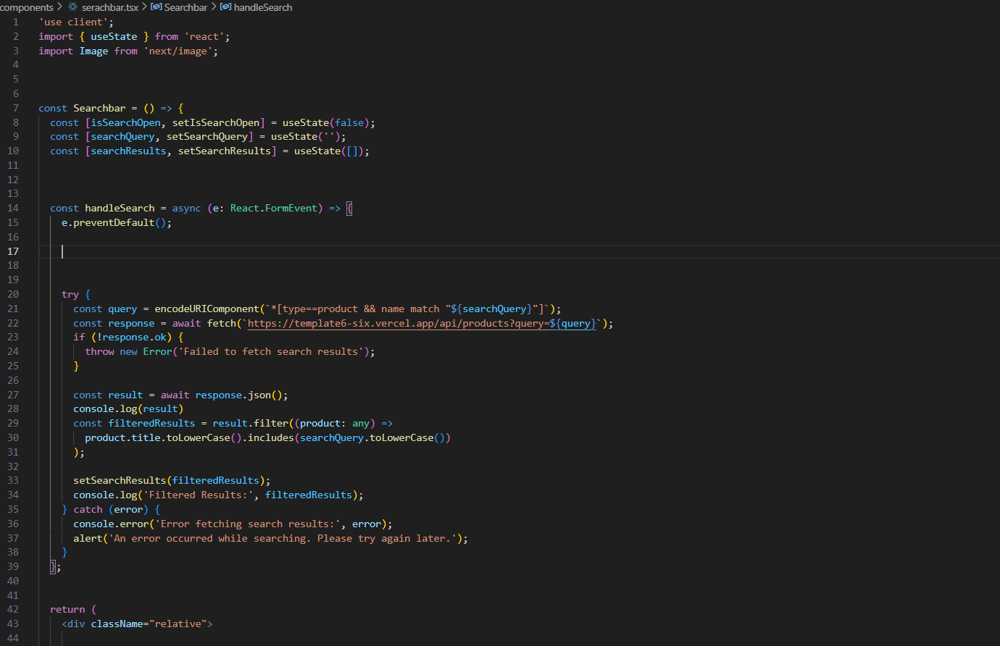 components > serachbar.tsx > Searchbar > handleSearch
1 'use client';
2 import { useState } from 'react';
3 import Image from 'next/image';
4
5
6
7 const Searchbar = () => {
8 const [isSearchOpen, setIsSearchOpen] = useState(false);
9 const [searchQuery, setSearchQuery] = useState('');
10 const [searchResults, setSearchResults] = useState([]);
11
12
13
14 const handleSearch = async (e: React.FormEvent) => {
15 e.preventDefault();
16
17
18
19
20 try {
21 const query = encodeURIComponent(`*[type==product && name match "${searchQuery}"]`);
22 const response = await fetch(`https://template6-six.vercel.app/api/products?query=${query}`);
23 if (!response.ok) {
24 throw new Error('Failed to fetch search results');
25 }
26
27 const result = await response.json();
28 console.log(result)
29 const filteredResults = result.filter((product: any) =>
30 product.title.toLowerCase().includes(searchQuery.toLowerCase())
31 );
32
33 setSearchResults(filteredResults);
34 console.log('Filtered Results:', filteredResults);
35 } catch (error) {
36 console.error('Error fetching search results:', error);
37 alert('An error occurred while searching. Please try again later.');
38 }
39 };
40
41
42 return (
43 <div className="relative">
44